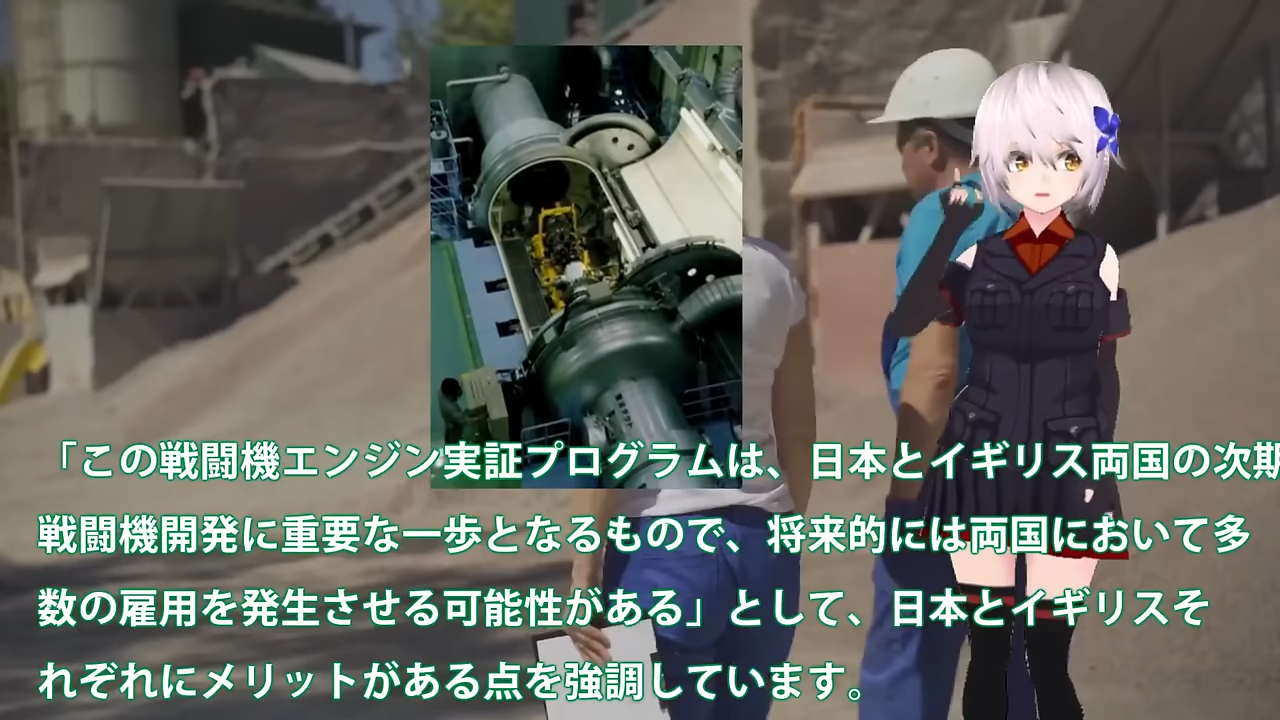 「この戦闘機エンジン実証プログラムは、日本とイギリス両国の次期
戦闘機開発に重要な一歩となるもので、将来的には両国において多
数の雇用を発生させる可能性がある」として、日本とイギリスそ
れぞれにメリットがある点を強調しています。